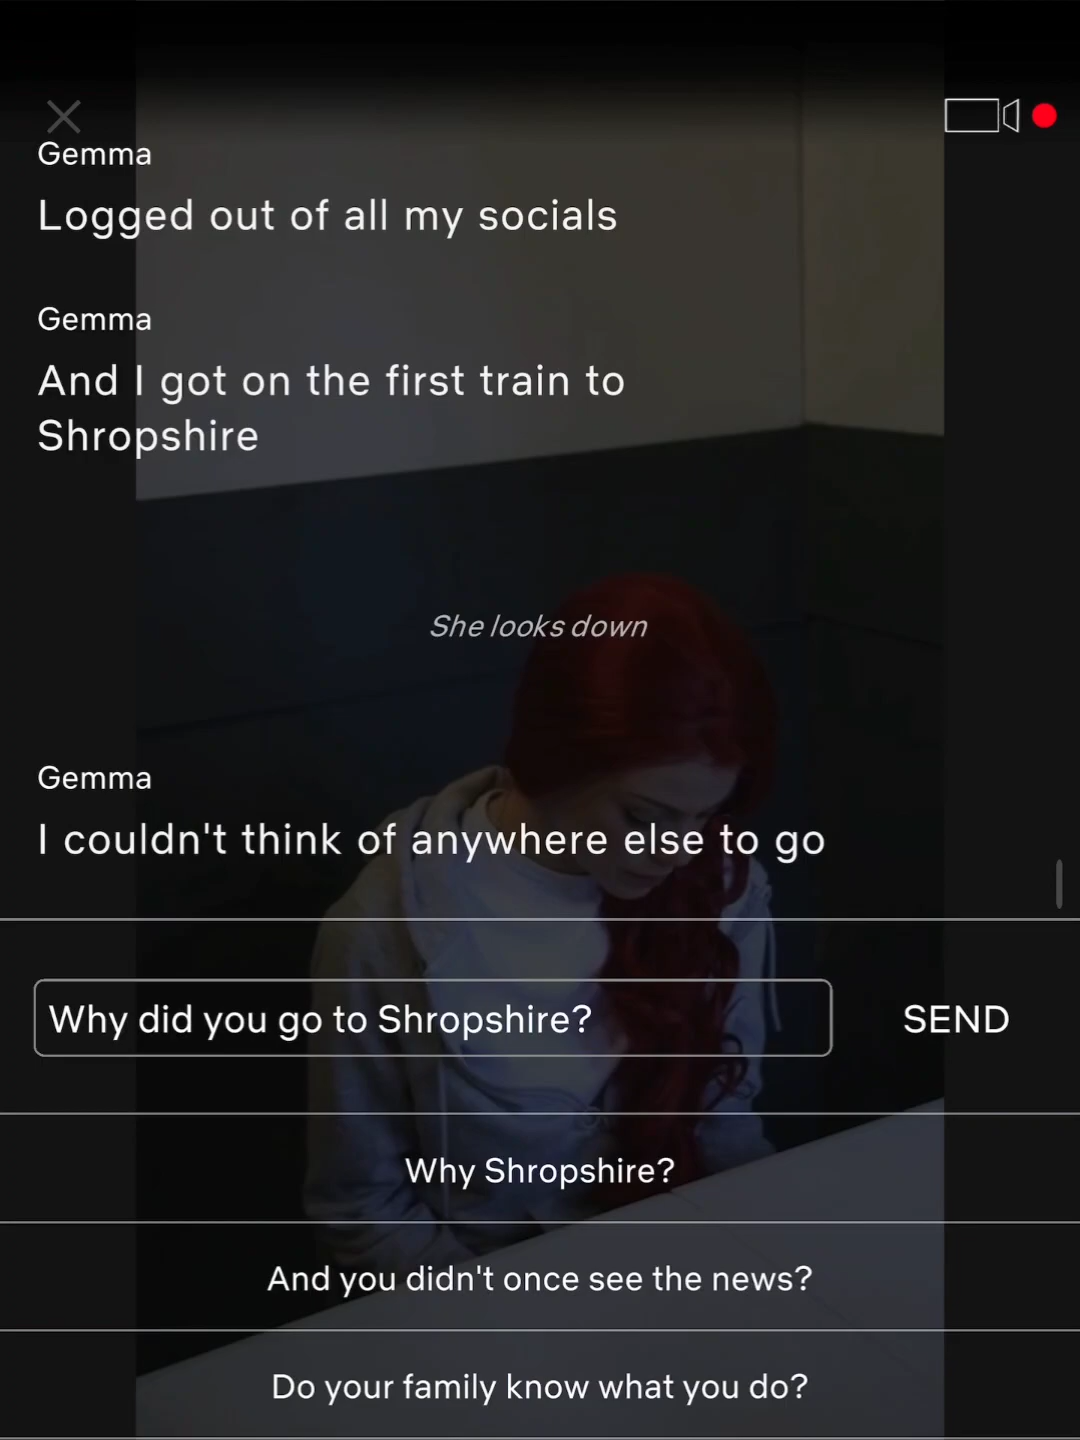 Gemma
Logged out of all my socials
Gemma
And I got on the first train to
Shropshire
She looks down
Gemma
I couldn't think of anywhere else to go
Why did you go to Shropshire?
SEND
Why Shropshire?
And you didn't once see the news?
Do your family know what you do?